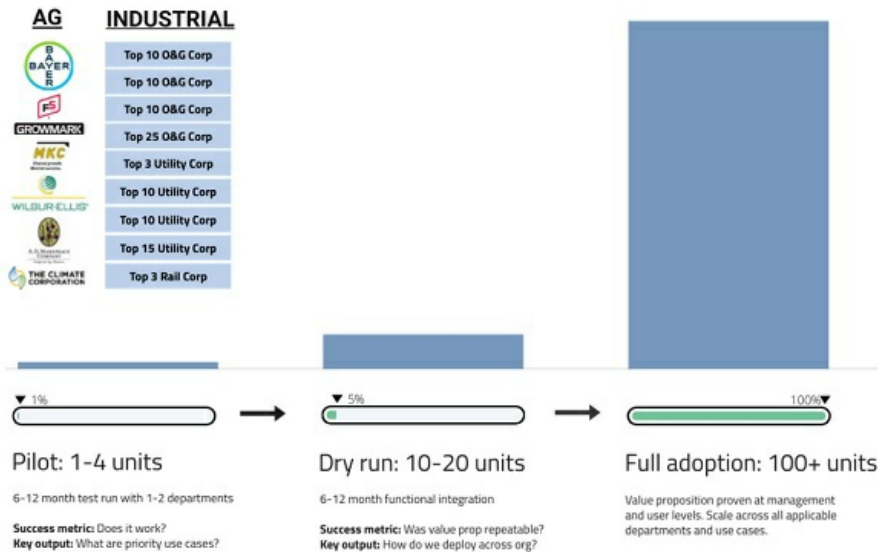 AG
INDUSTRIAL
BAYER
BAYER
FS
GROWMARK
MKC
WILBUR-ELLIS
THE CLIMATE
CORPORATION
Top 10 O&G Corp
Top 10 O&G Corp
Top 10 O&G Corp
Top 25 O&G Corp
Top 3 Utility Corp
Top 10 Utility Corp
Top 10 Utility Corp
Top 15 Utility Corp
Top 3 Rail Corp
1%
5%
100%
Pilot: 1-4 units
6-12 month test run with 1-2 departments
Success metric: Does it work?
Key output: What are priority use cases?
Dry run: 10-20 units
6-12 month functional integration
Success metric: Was value prop repeatable?
Key output: How do we deploy across org?
Full adoption: 100+ units
Value proposition proven at management
and user levels. Scale across all applicable
departments and use cases.